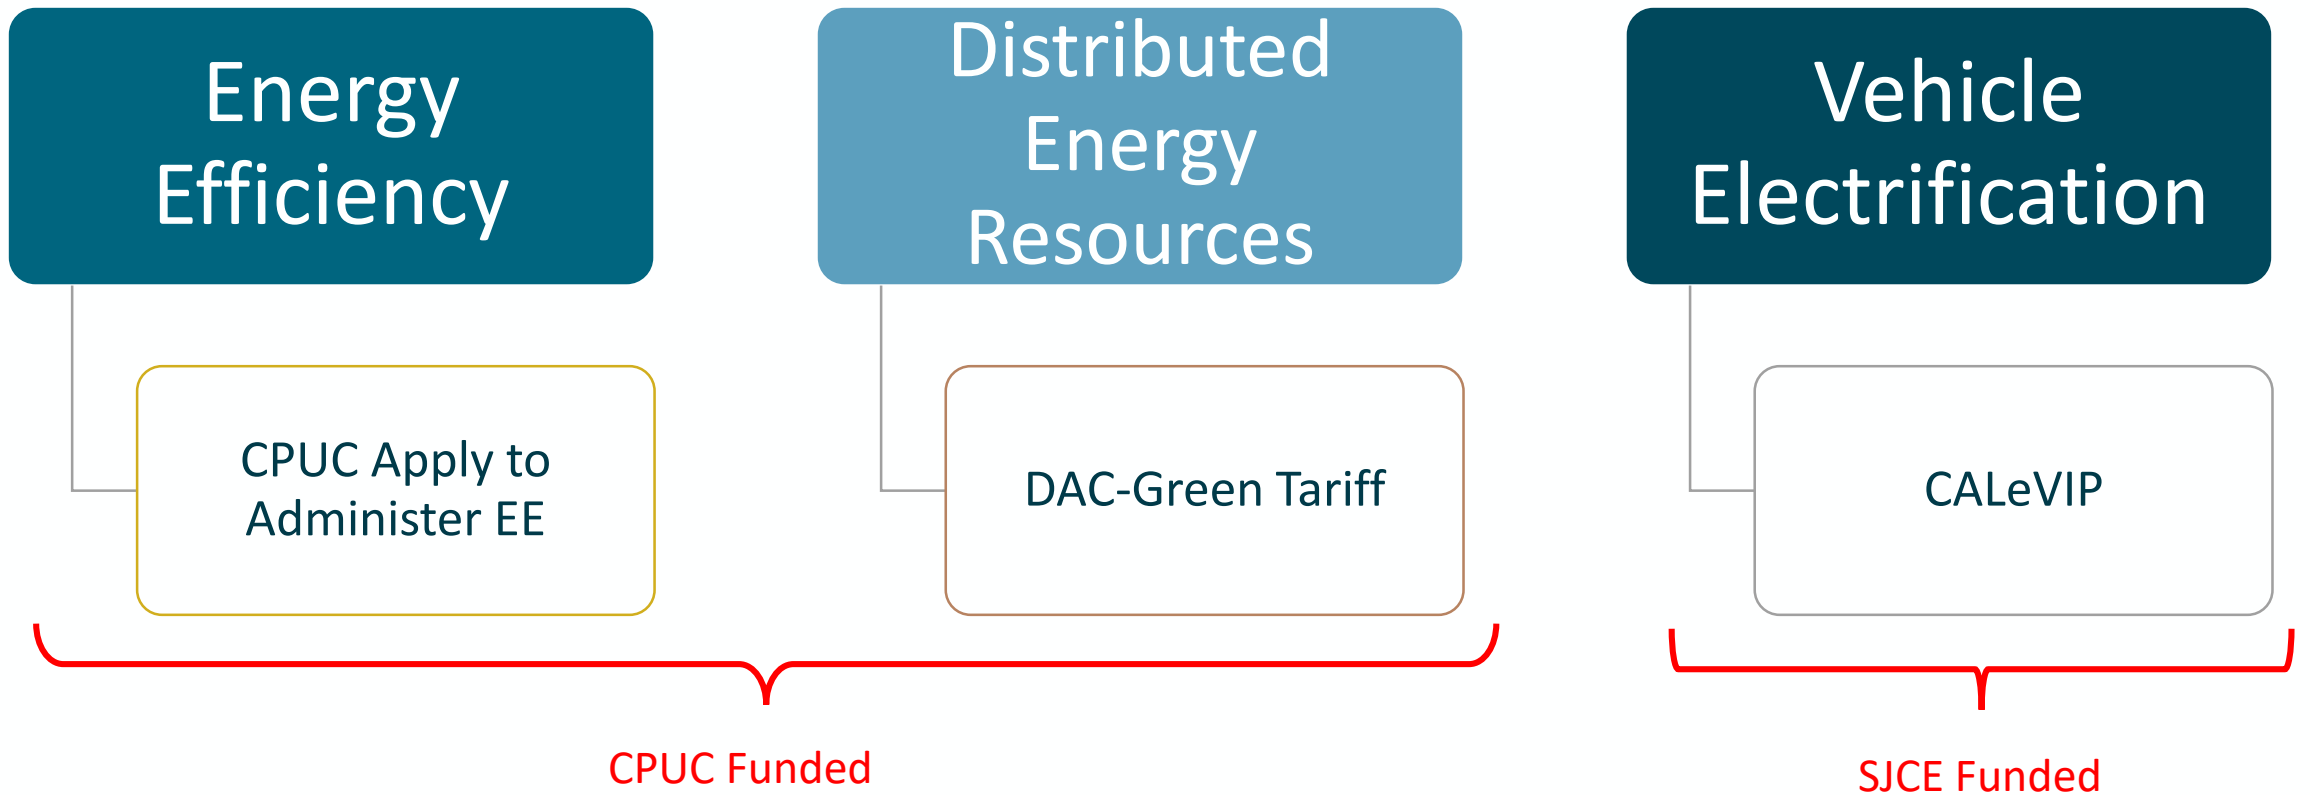 Energy
Efficiency
Distributed
Energy
Resources
Vehicle
Electrification
CPUC Apply to
Administer EE
DAC-Green Tariff
CALeVIP
CPUC Funded
SJCE Funded